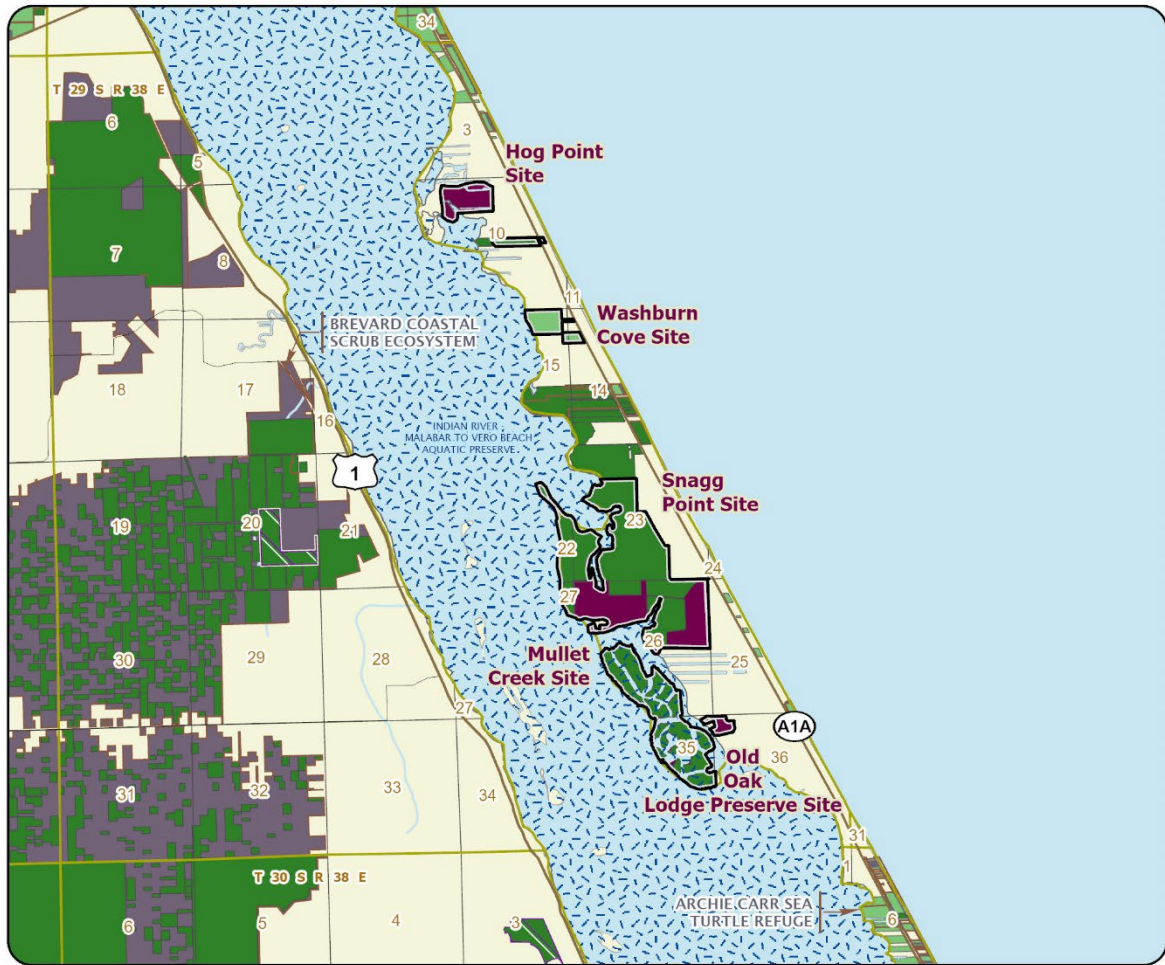 34
T 29 S R 38 E
6
3
5
Hog Point
Site
10
7
8
11
Washburn
Cove Site
BREVARD COASTAL
SCRUB ECOSYSTEM
15
18
17
14
16
INDIAN RIVER
MALABAR TO VERO BEACH
AQUATIC PRESERVE
1
Snagg
Point Site
19
20
21
23
22
24
27
26
Mullet
Creek Site
25
30
29
28
27
A1A
35
36
Old
Oak
Lodge Preserve Site
31
32
33
34
31
1
T 30 S R 38 E
ARCHIE CARR SEA
TURTLE REFUGE
6
6
5
4
3